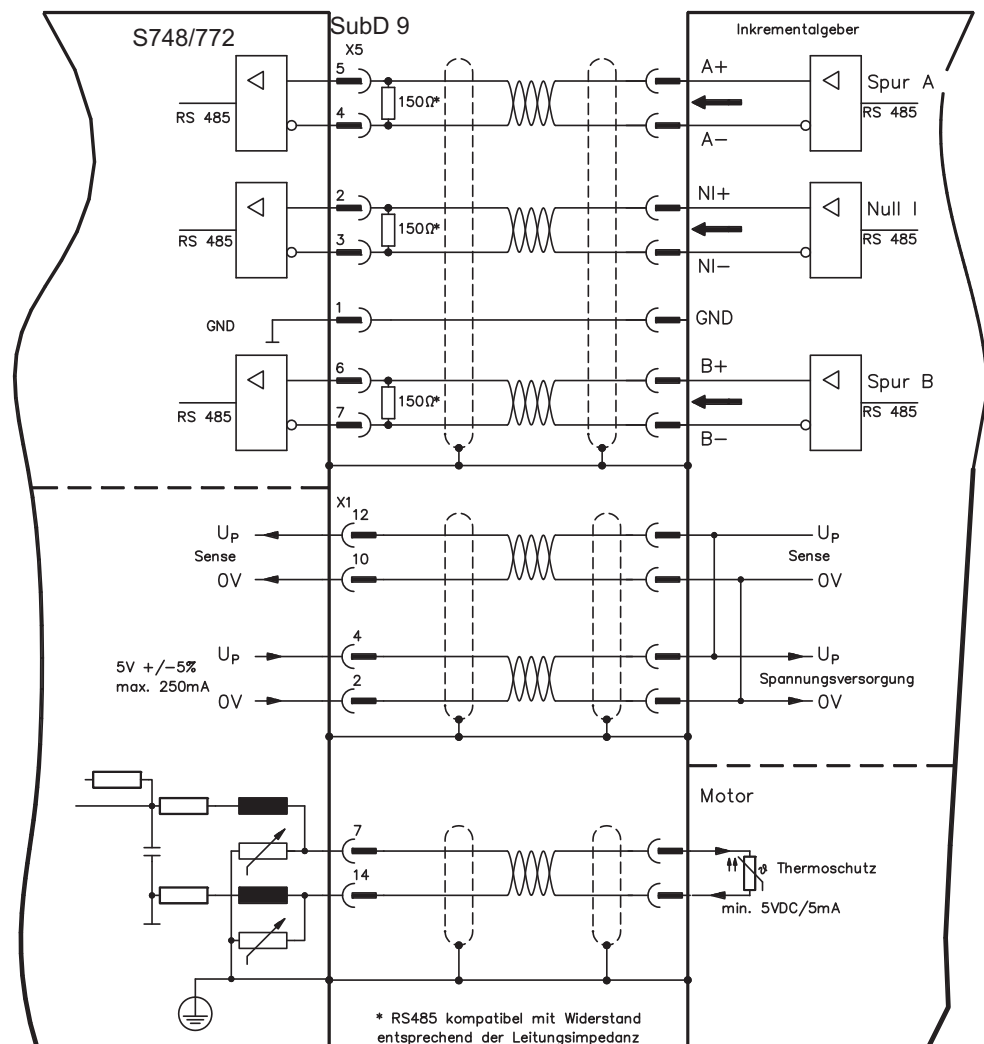 S748/772
SubD 9
Inkrementalgeber
X5
5
A+
Spur A
RS 485
150Ω*
RS 485
4
A-
2
NI+
Null I
RS 485
150Ω*
RS 485
3
NI-
1
GND
GND
6
B+
Spur B
RS 485
150Ω*
RS 485
7
B-
X1
12
UP
UP
Sense
Sense
10
0V
0V
4
UP
UP
5V +/-5%
max. 250mA
Spannungsversorgung
2
0V
0V
Motor
7
ϑ Thermoschutz
14
min. 5VDC/5mA
* RS485 kompatibel mit Widerstand
entsprechend der Leitungsimpedanz